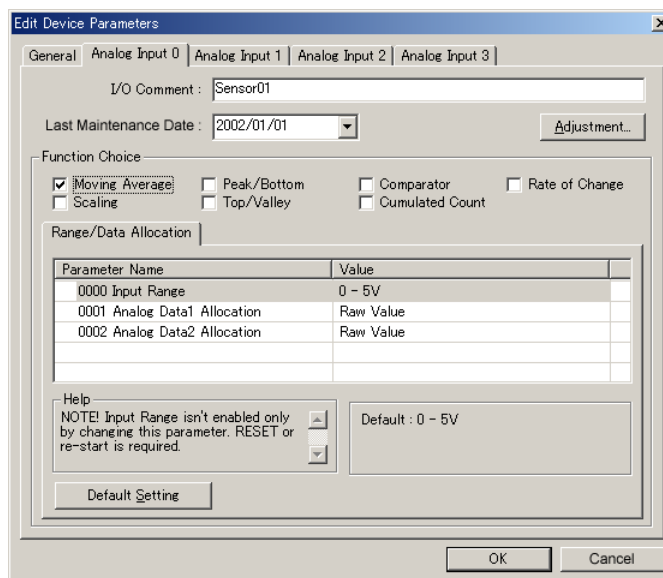 Edit Device Parameters
General Analog Input 0 Analog Input 1 Analog Input 2 Analog Input 3
I/O Comment : Sensor01
Last Maintenance Date : 2002/01/01 Adjustment...
Function Choice
Moving Average Peak/Bottom Comparator Rate of Change
Scaling Top/Valley Cumulated Count
Range/Data Allocation
Parameter Name Value
0000 Input Range 0 - 5V
0001 Analog Data1 Allocation Raw Value
0002 Analog Data2 Allocation Raw Value
Help
NOTE! Input Range isn't enabled only
by changing this parameter. RESET or
re-start is required.
Default : 0 - 5V
Default Setting
OK Cancel